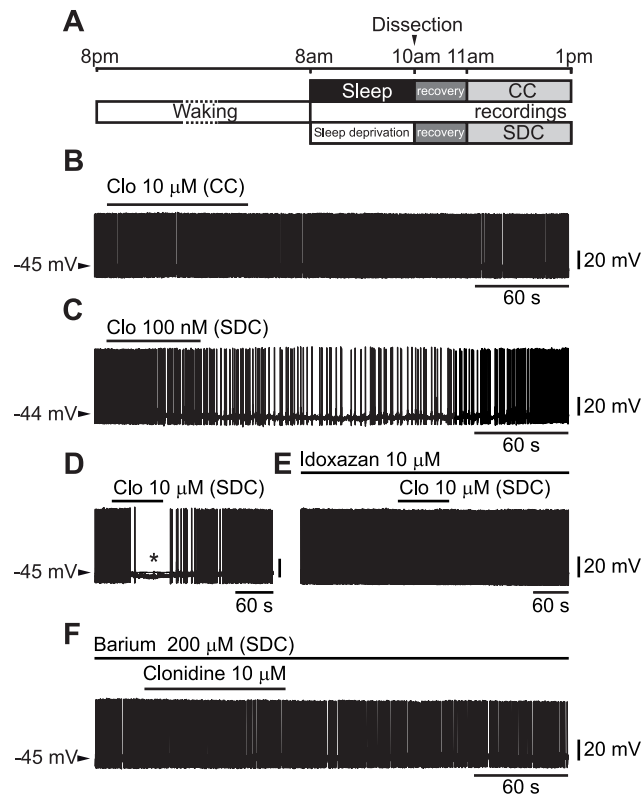 A
Dissection
8pm 8am 10am 11am 1pm
Sleep recovery CC
Waking recordings
Sleep deprivation recovery SDC
B
Clo 10 μM (CC)
-45 mV
20 mV
60 s
C
Clo 100 nM (SDC)
-44 mV
20 mV
60 s
D
Clo 10 μM (SDC)
*
-45 mV
60 s
E
Idoxazan 10 μM
Clo 10 μM (SDC)
20 mV
60 s
F
Barium 200 μM (SDC)
Clonidine 10 μM
-45 mV
20 mV
60 s